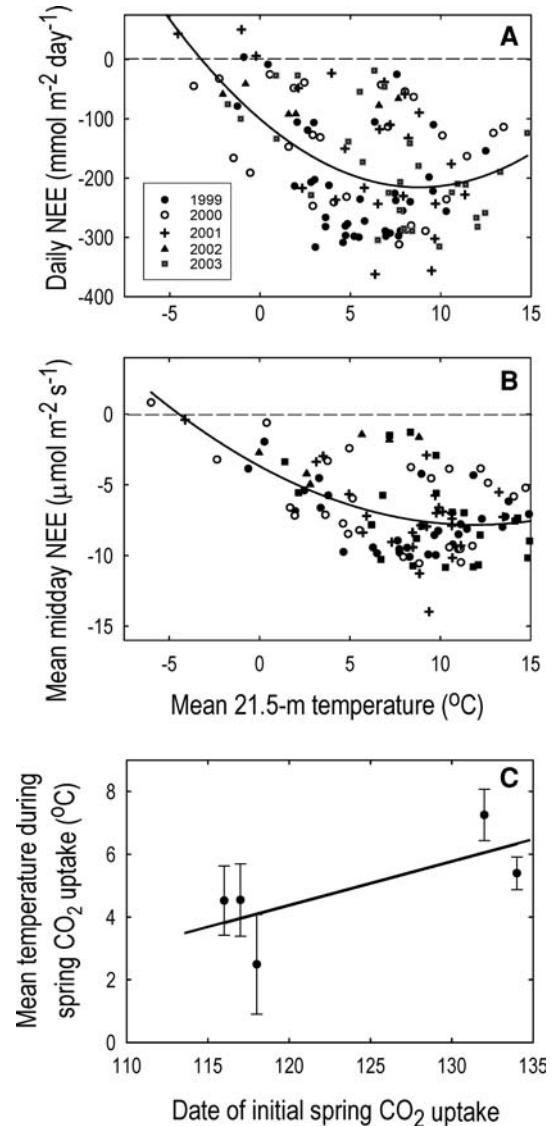 A
Daily NEE (mmol m-2 day-1)
0
-100
-200
-300
-400
1999
2000
2001
2002
2003
-5 0 5 10 15
B
Mean midday NEE (μmol m-2 s-1)
0
-5
-10
-15
-5 0 5 10 15
Mean 21.5-m temperature (oC)
C
Mean temperature during
spring CO2 uptake (oC)
8
6
4
2
0
110 115 120 125 130 135
Date of initial spring CO2 uptake